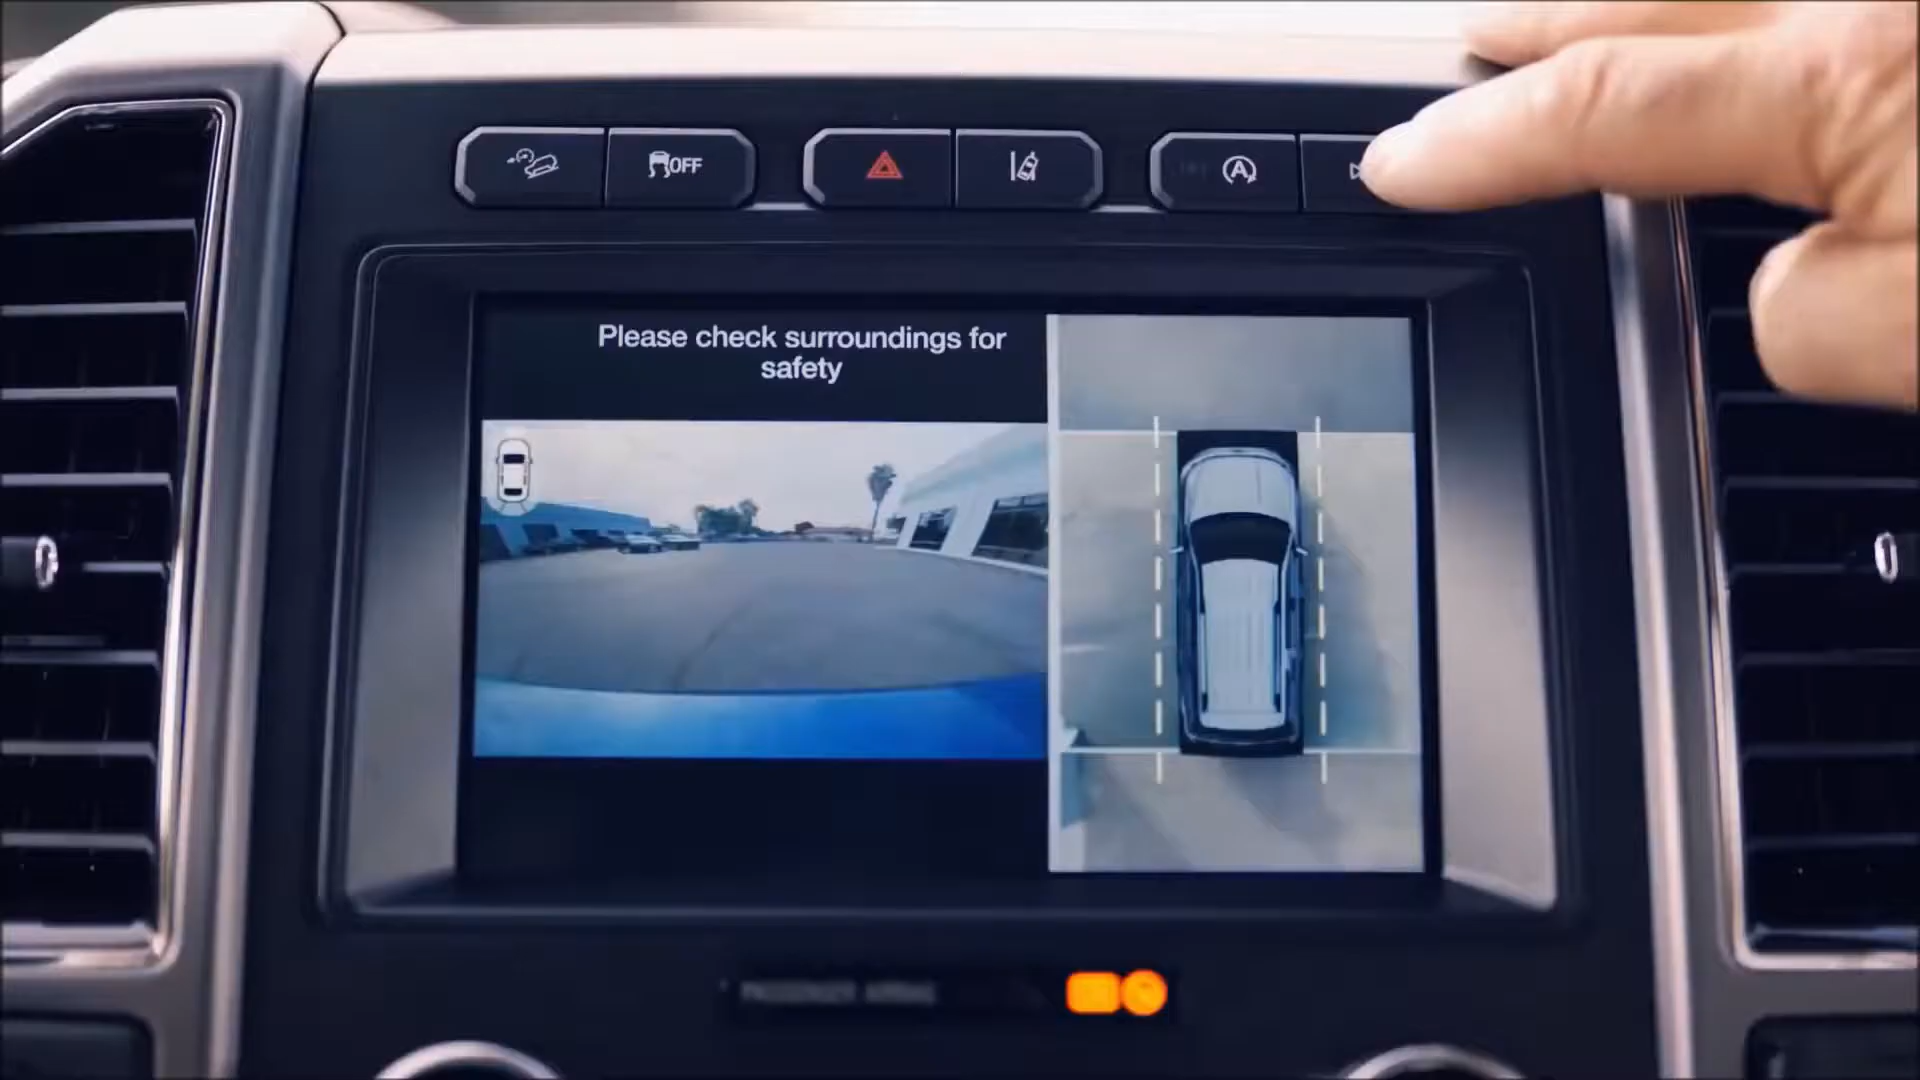 OFF
A
Please check surroundings for
safety
PASSENGER AIRBAG